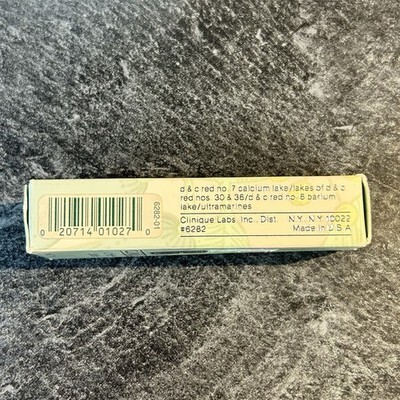 d & c red no. 7 calcium lake/lakes of d & c
red nos. 30 & 36/d & c red no. 6 barium
lake/ultramarines
Clinique Labs, Inc., Dist. N.Y., N.Y. 10022
#6282 Made in U.S.A.
6282-01
0 20714 01027 0